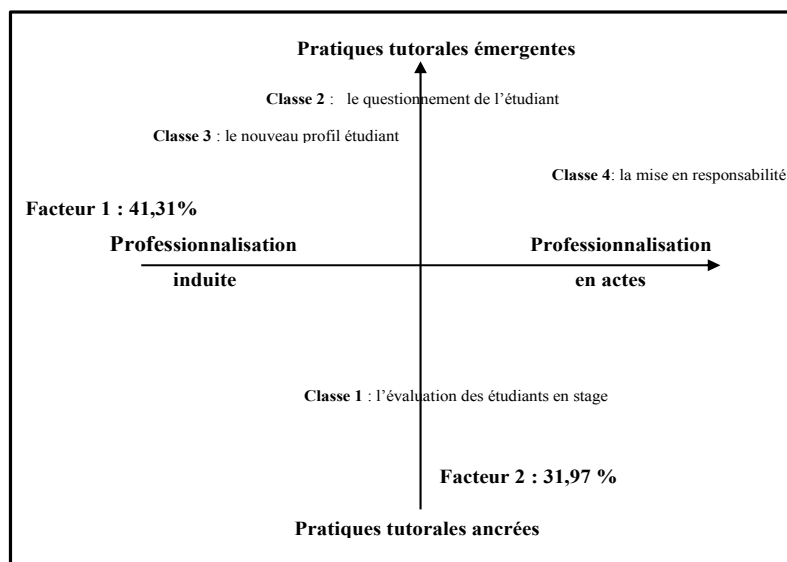 Pratiques tutorales émergentes
Classe 2 : le questionnement de l'étudiant
Classe 3 : le nouveau profil étudiant
Classe 4: la mise en responsabilité
Facteur 1 : 41,31%
Professionnalisation Professionnalisation
induite en actes
Classe 1 : l'évaluation des étudiants en stage
Facteur 2 : 31,97 %
Pratiques tutorales ancrées